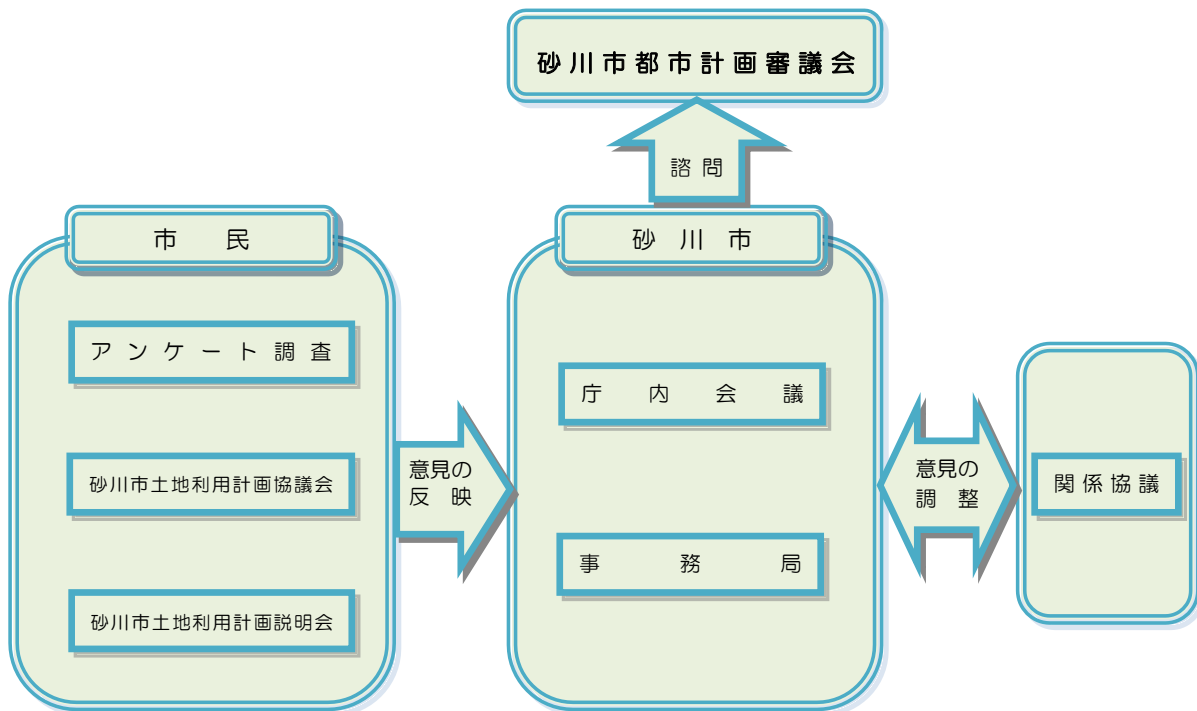 砂川市都市計画審議会
諮問
市民
アンケート調査
砂川市土地利用計画協議会
砂川市土地利用計画説明会
意見の
反映
砂川市
庁内会議
事務局
意見の
調整
関係協議